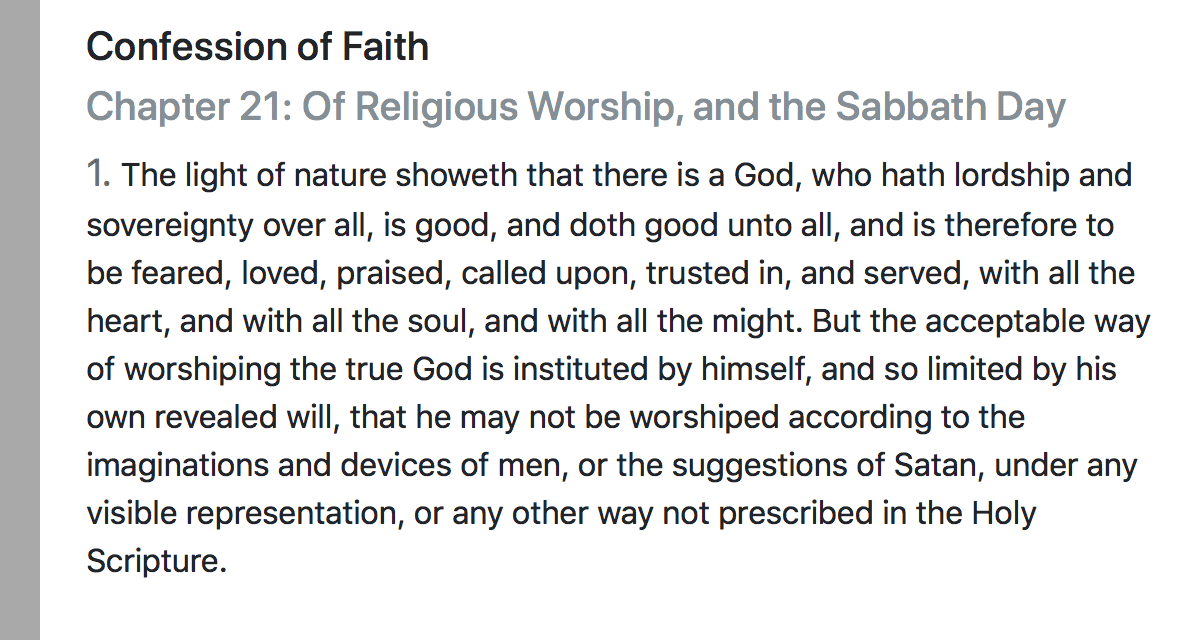 Confession of Faith
Chapter 21: Of Religious Worship, and the Sabbath Day
1. The light of nature showeth that there is a God, who hath lordship and
sovereignty over all, is good, and doth good unto all, and is therefore to
be feared, loved, praised, called upon, trusted in, and served, with all the
heart, and with all the soul, and with all the might. But the acceptable way
of worshiping the true God is instituted by himself, and so limited by his
own revealed will, that he may not be worshiped according to the
imaginations and devices of men, or the suggestions of Satan, under any
visible representation, or any other way not prescribed in the Holy
Scripture.